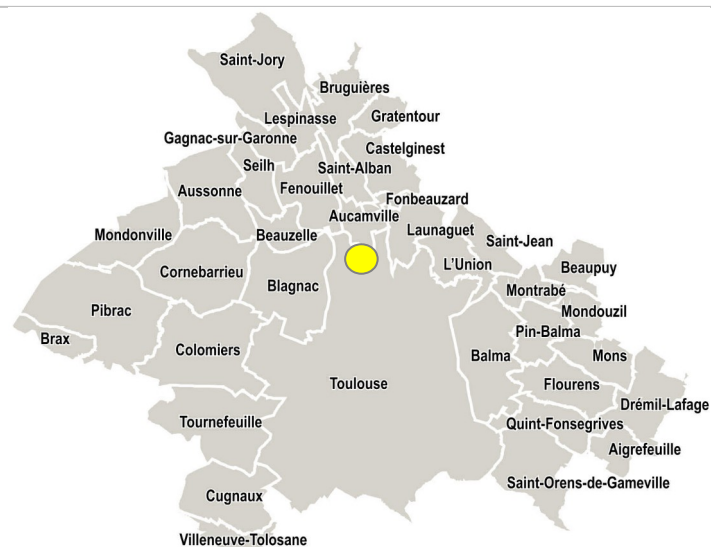 Saint-Jory
Bruguières
Lespinasse
Gratentour
Gagnac-sur-Garonne
Castelginest
Seilh
Saint-Alban
Aussonne
Fenouillet
Fonbeauzard
Aucamville
Launaguet
Mondonville
Beauzelle
Saint-Jean
Cornebarrieu
L'Union
Beaupuy
Blagnac
Montrabé
Pibrac
Mondouzil
Brax
Pin-Balma
Colomiers
Balma
Mons
Toulouse
Flourens
Drémil-Lafage
Tournefeuille
Quint-Fonsegrives
Aigrefeuille
Saint-Orens-de-Gameville
Cugnaux
Villeneuve-Tolosane